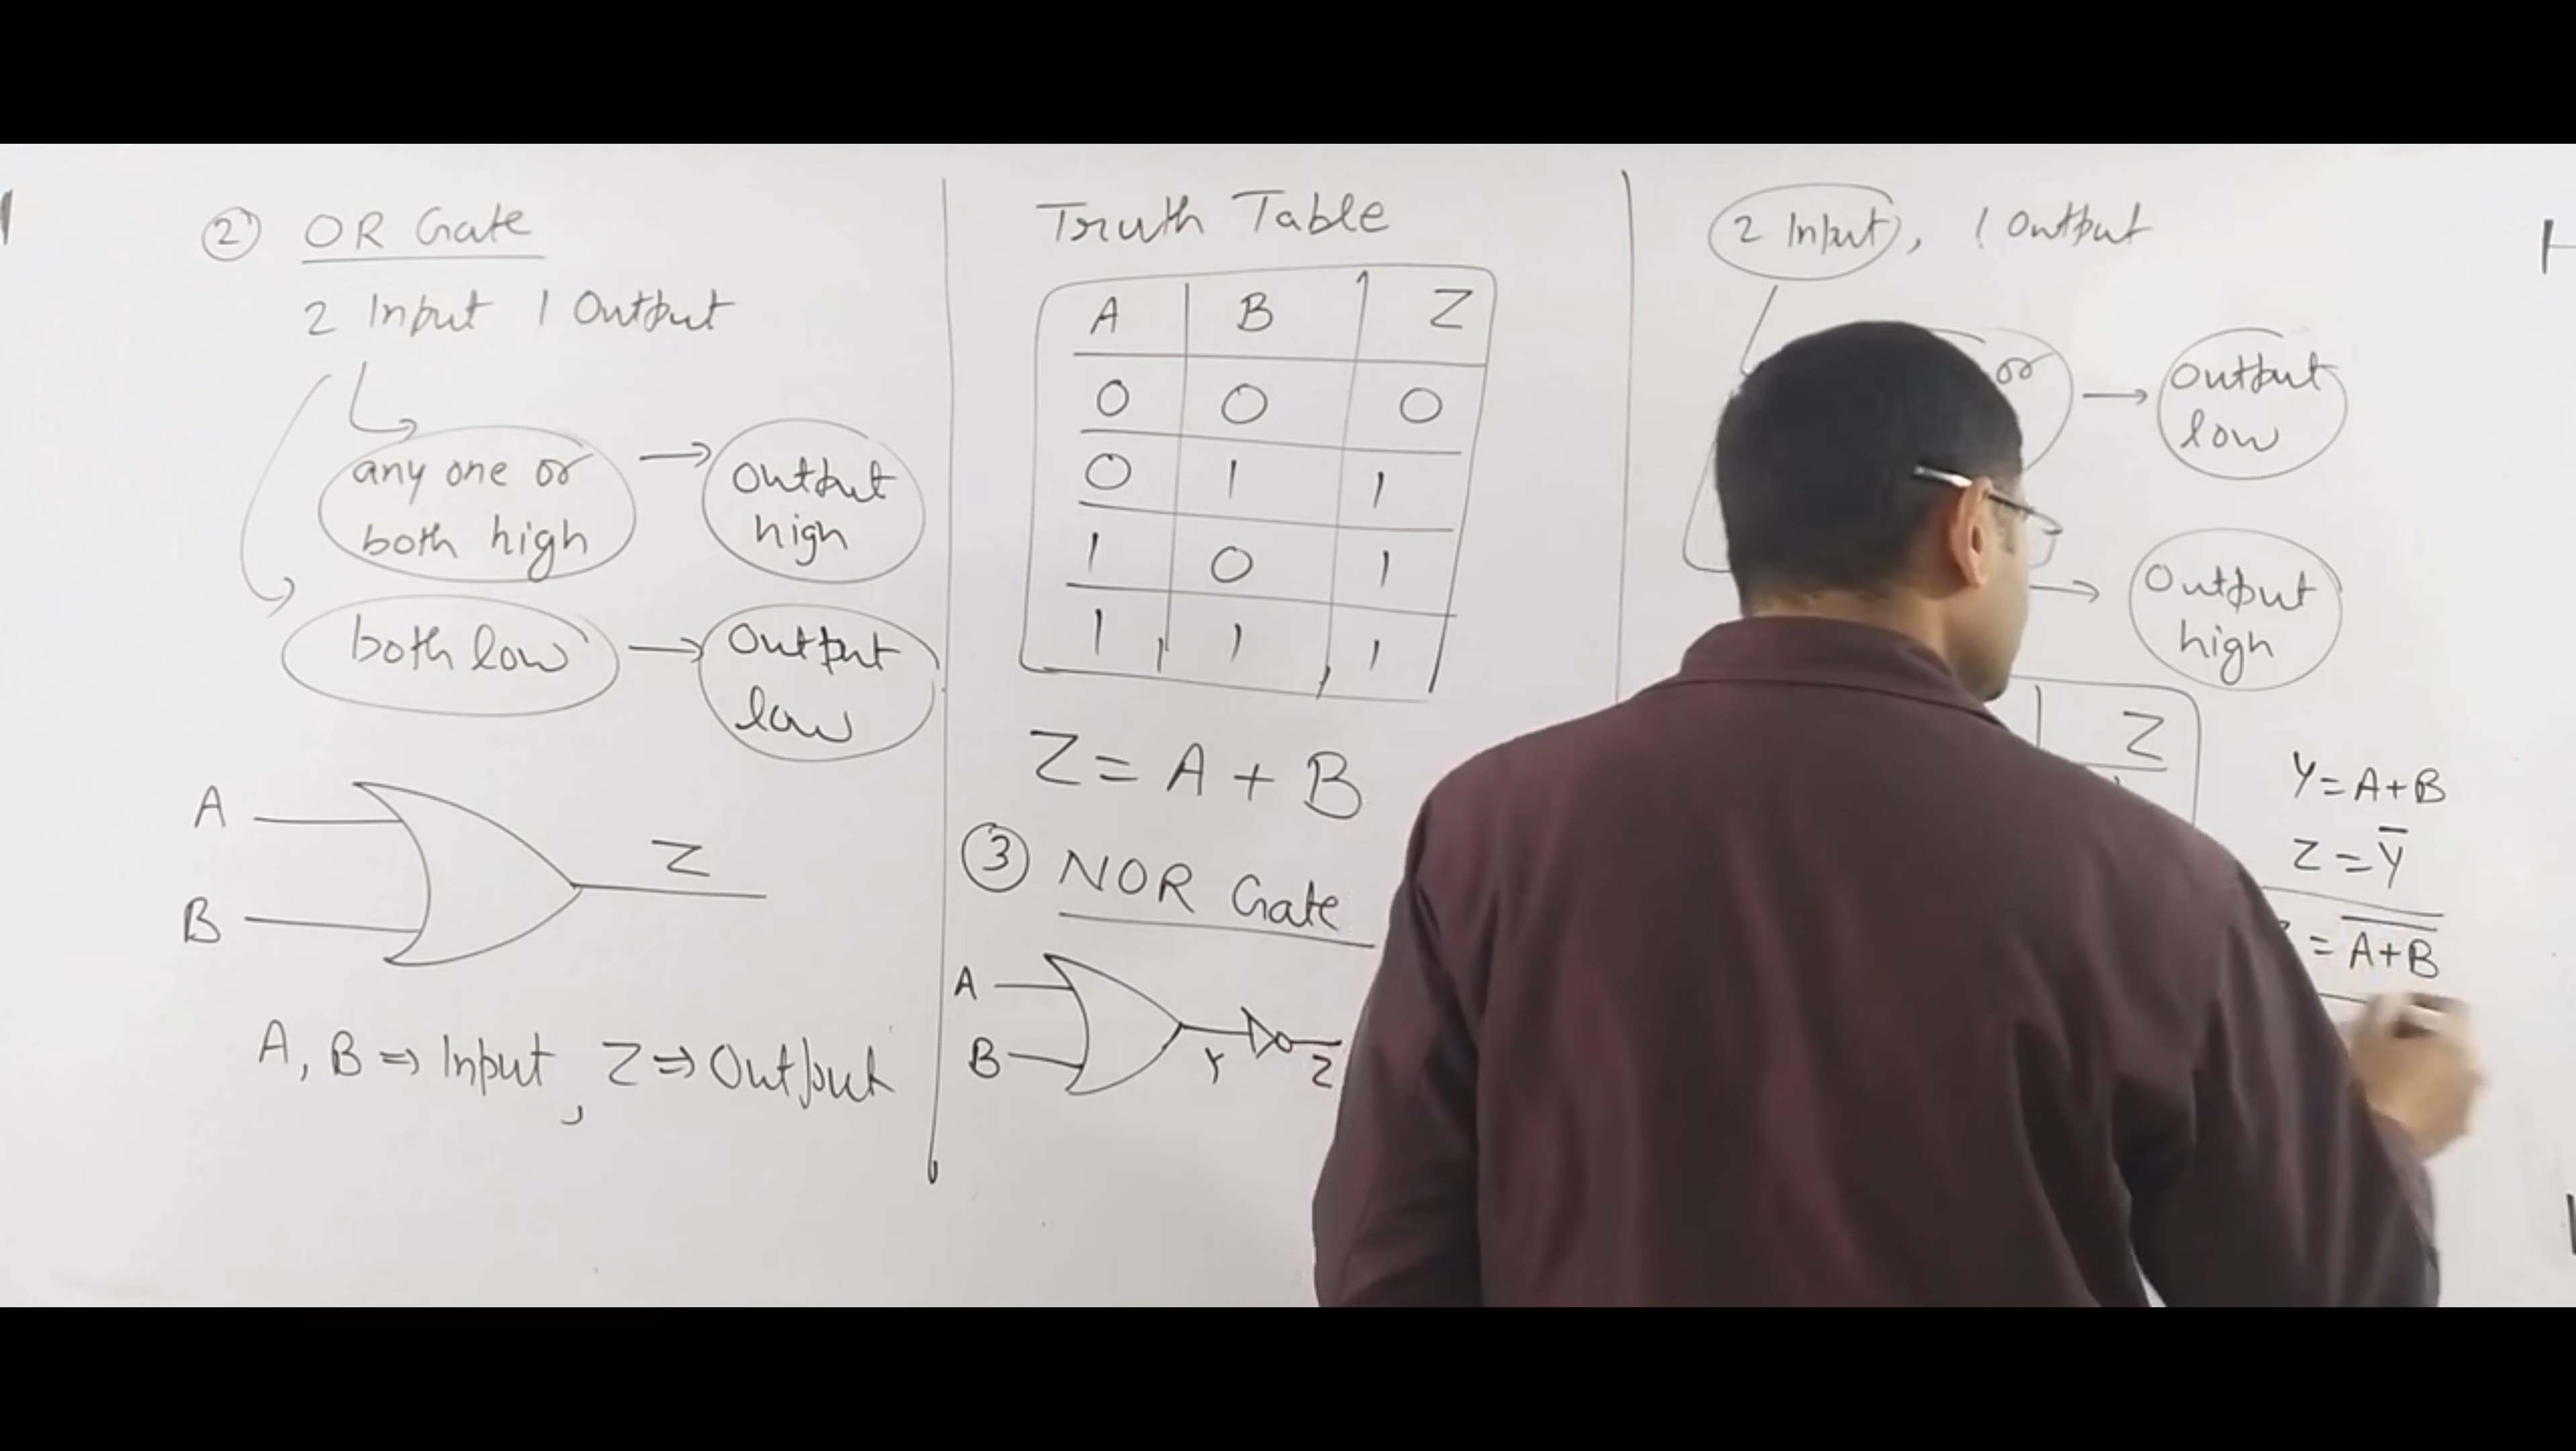 2 OR Gate
2 Input 1 Output
any one or
both high
Output
high
both low
Output
low
A
B
Z
A, B ⇒ Input, Z ⇒ Output
Truth Table
A B Z
0 0 0
0 1 1
1 0 1
1 1 1
Z = A + B
3 NOR Gate
A
B
Y
Z
2 Input, 1 Output
or
Output
low
Output
high
Z
Y = A+B
Z = Y̅
= A̅+̅B̅